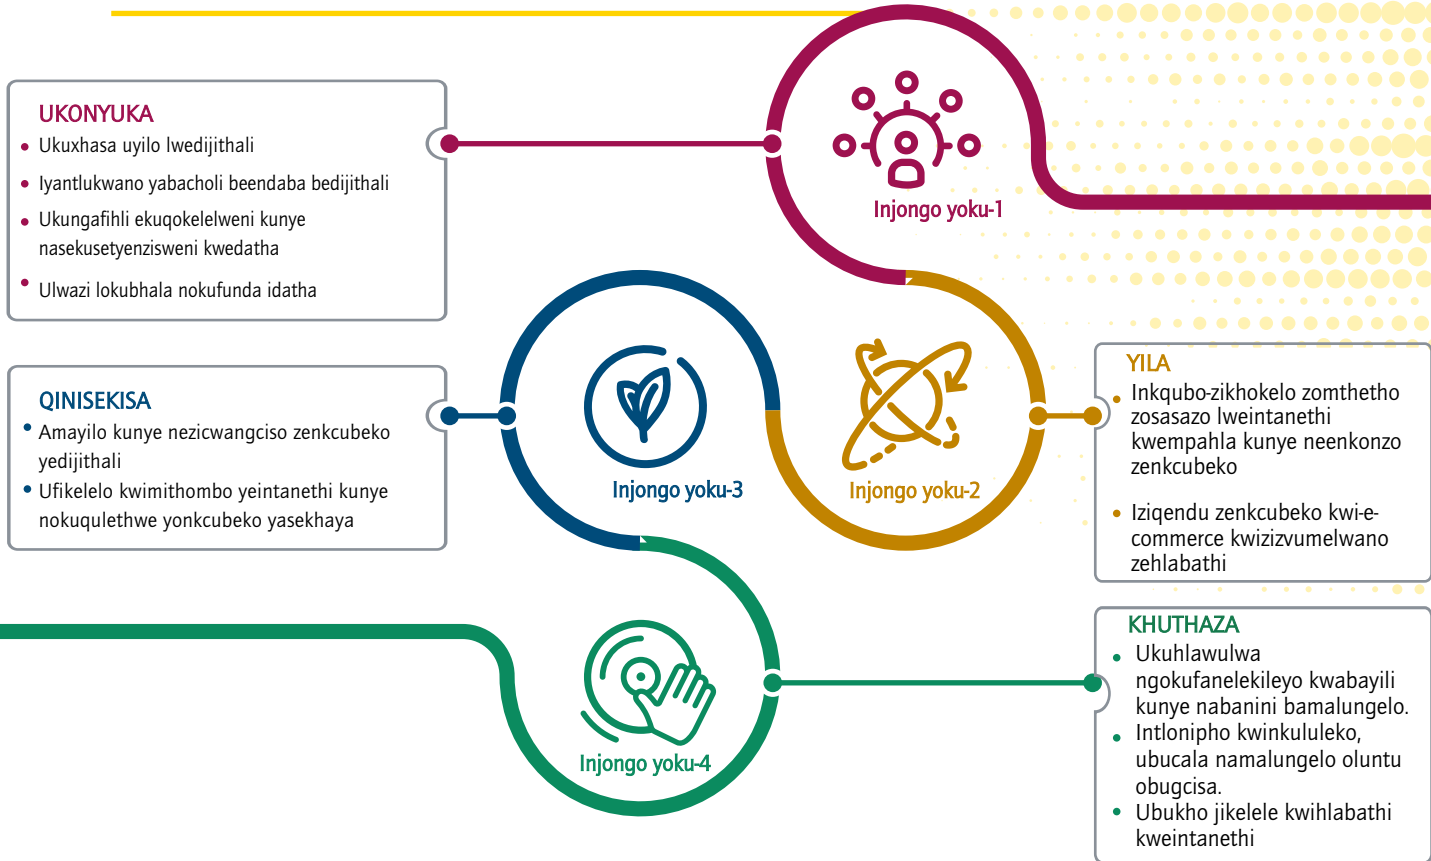 UKONYUKA
Ukuxhasa uyilo lwedijithali
Iyantlukwano yabacholi beendaba bedijithali
Ukungafihli ekuqokelelweni kunye
nasekusetyenzisweni kwedatha
Ulwazi lokubhala nokufunda idatha
Injongo yoku-1
YILA
Inkqubo-zikhokelo zomthetho
zosasazo lweintanethi
kwempahla kunye neenkonzo
zenkcubeko
Iziqendu zenkcubeko kwi-e-
commerce kwizizvumelwano
zehlabathi
Injongo yoku-2
QINISEKISA
Amayilo kunye nezicwangciso zenkcubeko
yedijithali
Ufikelelo kwimithombo yeintanethi kunye
nokuqulethwe yonkcubeko yasekhaya
Injongo yoku-3
KHUTHAZA
Ukuhlawulwa
ngokufanelekileyo kwabayili
kunye nabanini bamalungelo.
Intlonipho kwinkululeko,
ubucala namalungelo oluntu
obugcisa.
Ubukho jikelele kwihlabathi
kweintanethi
Injongo yoku-4